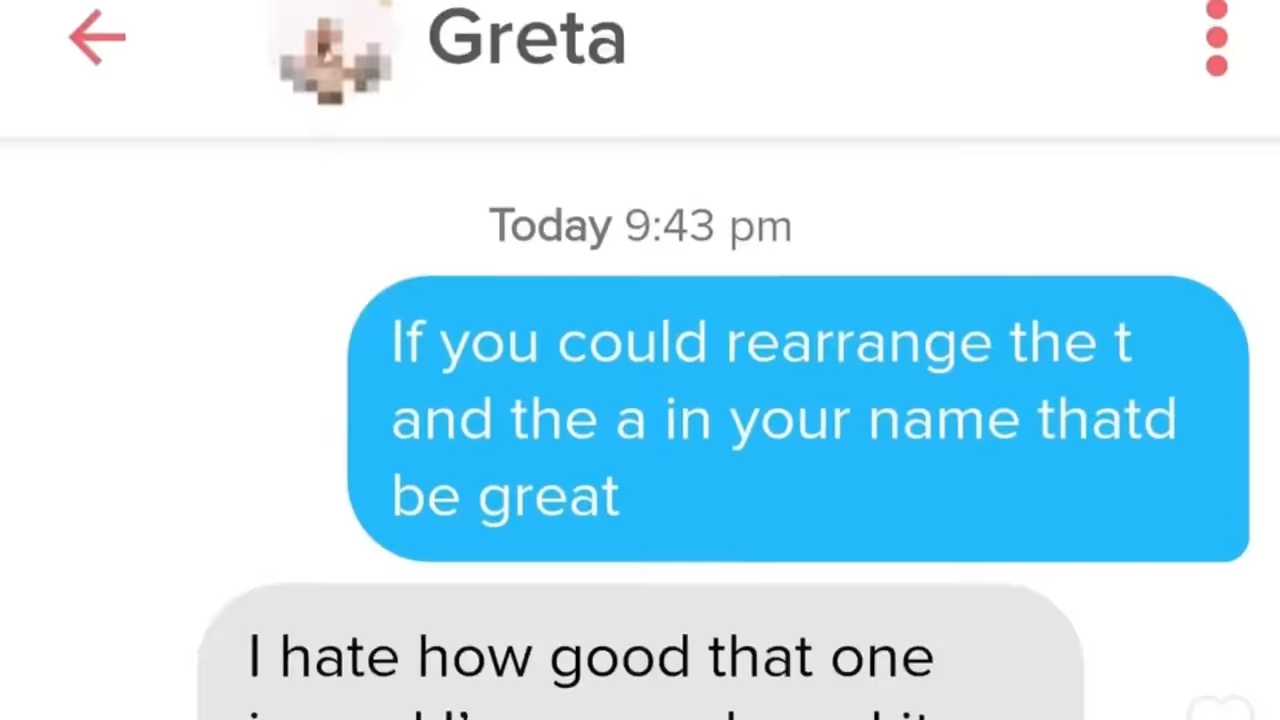 Greta
Today 9:43 pm
If you could rearrange the t
and the a in your name thatd
be great
I hate how good that one